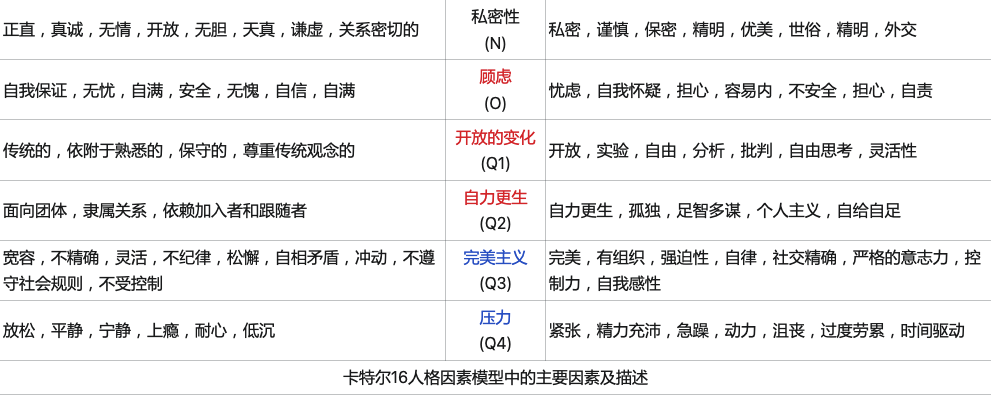 正直，真诚，无情，开放，无胆，天真，谦虚，关系密切的
私密性
(N)
私密，谨慎，保密，精明，优美，世俗，精明，外交
自我保证，无忧，自满，安全，无愧，自信，自满
顾虑
(O)
忧虑，自我怀疑，担心，容易内，不安全，担心，自责
传统的，依附于熟悉的，保守的，尊重传统观念的
开放的变化
(Q1)
开放，实验，自由，分析，批判，自由思考，灵活性
面向团体，隶属关系，依赖加入者和跟随者
自力更生
(Q2)
自力更生，孤独，足智多谋，个人主义，自给自足
宽容，不精确，灵活，不纪律，松懈，自相矛盾，冲动，不遵
守社会规则，不受控制
完美主义
(Q3)
完美，有组织，强迫性，自律，社交精确，严格的意志力，控
制力，自我感性
放松，平静，宁静，上瘾，耐心，低沉
压力
(Q4)
紧张，精力充沛，急躁，动力，沮丧，过度劳累，时间驱动
卡特尔16人格因素模型中的主要因素及描述